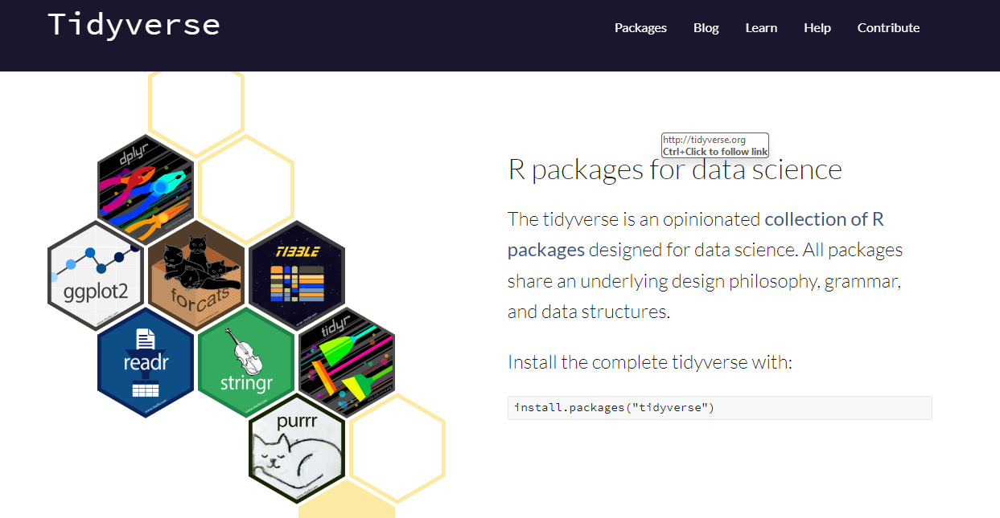 Tidyverse
Packages
Blog
Learn
Help
Contribute
dplyr
ggplot2
forcats
TIBBLE
readr
stringr
tidyr
purrr
http://tidyverse.org
Ctrl+Click to follow link
R packages for data science
The tidyverse is an opinionated collection of R
packages designed for data science. All packages
share an underlying design philosophy, grammar,
and data structures.
Install the complete tidyverse with:
install.packages("tidyverse")